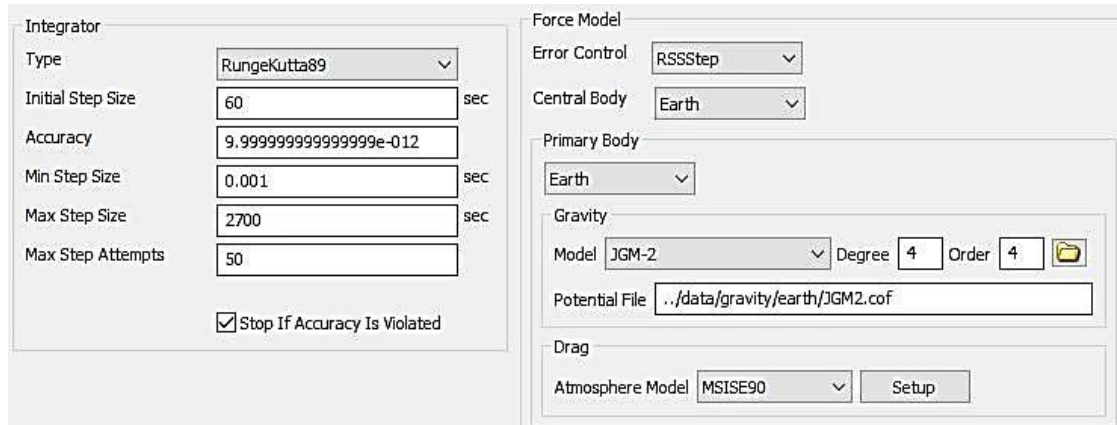 Integrator
Type RungeKutta89
Initial Step Size 60 sec
Accuracy 9.999999999999999e-012
Min Step Size 0.001 sec
Max Step Size 2700 sec
Max Step Attempts 50
Stop If Accuracy Is Violated
Force Model
Error Control RSSStep
Central Body Earth
Primary Body
Earth
Gravity
Model JGM-2 Degree 4 Order 4
Potential File ../data/gravity/earth/JGM2.cof
Drag
Atmosphere Model MSISE90 Setup